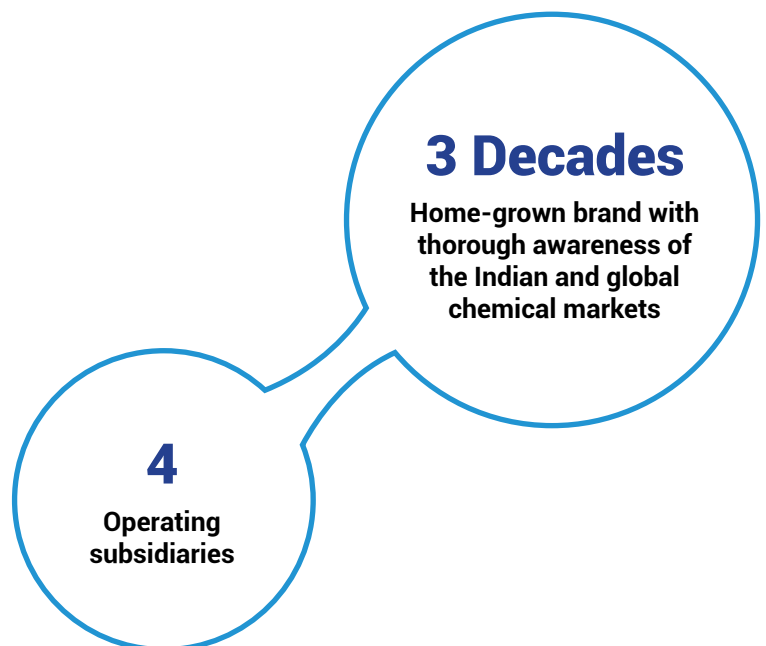 3 Decades
Home-grown brand with
thorough awareness of
the Indian and global
chemical markets
4
Operating
subsidiaries